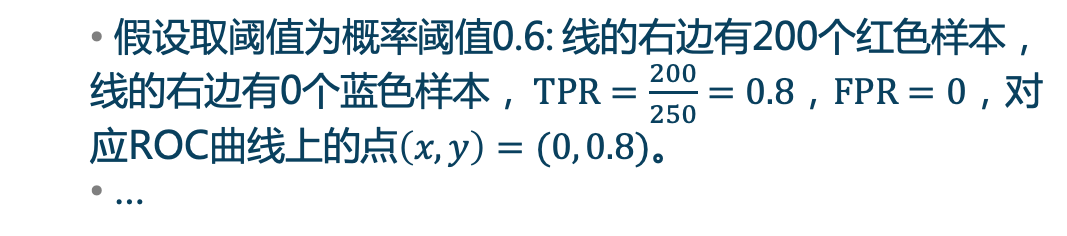 • 假设取阈值为概率阈值0.6: 线的右边有200个红色样本，
线的右边有0个蓝色样本，TPR = 200/250 = 0.8，FPR = 0，对
应ROC曲线上的点(x, y) = (0, 0.8)。
• …